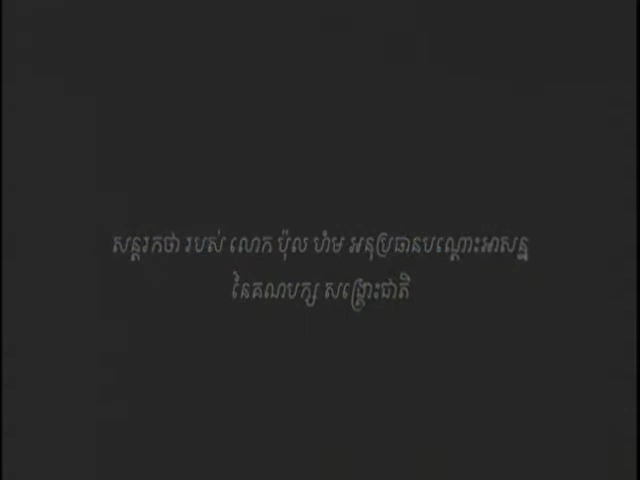 សន្ទរកថា របស់ លោក ប៉ុល ហំម អនុប្រធានបណ្ដោះអាសន្ន
នៃគណបក្ស សង្គ្រោះជាតិ